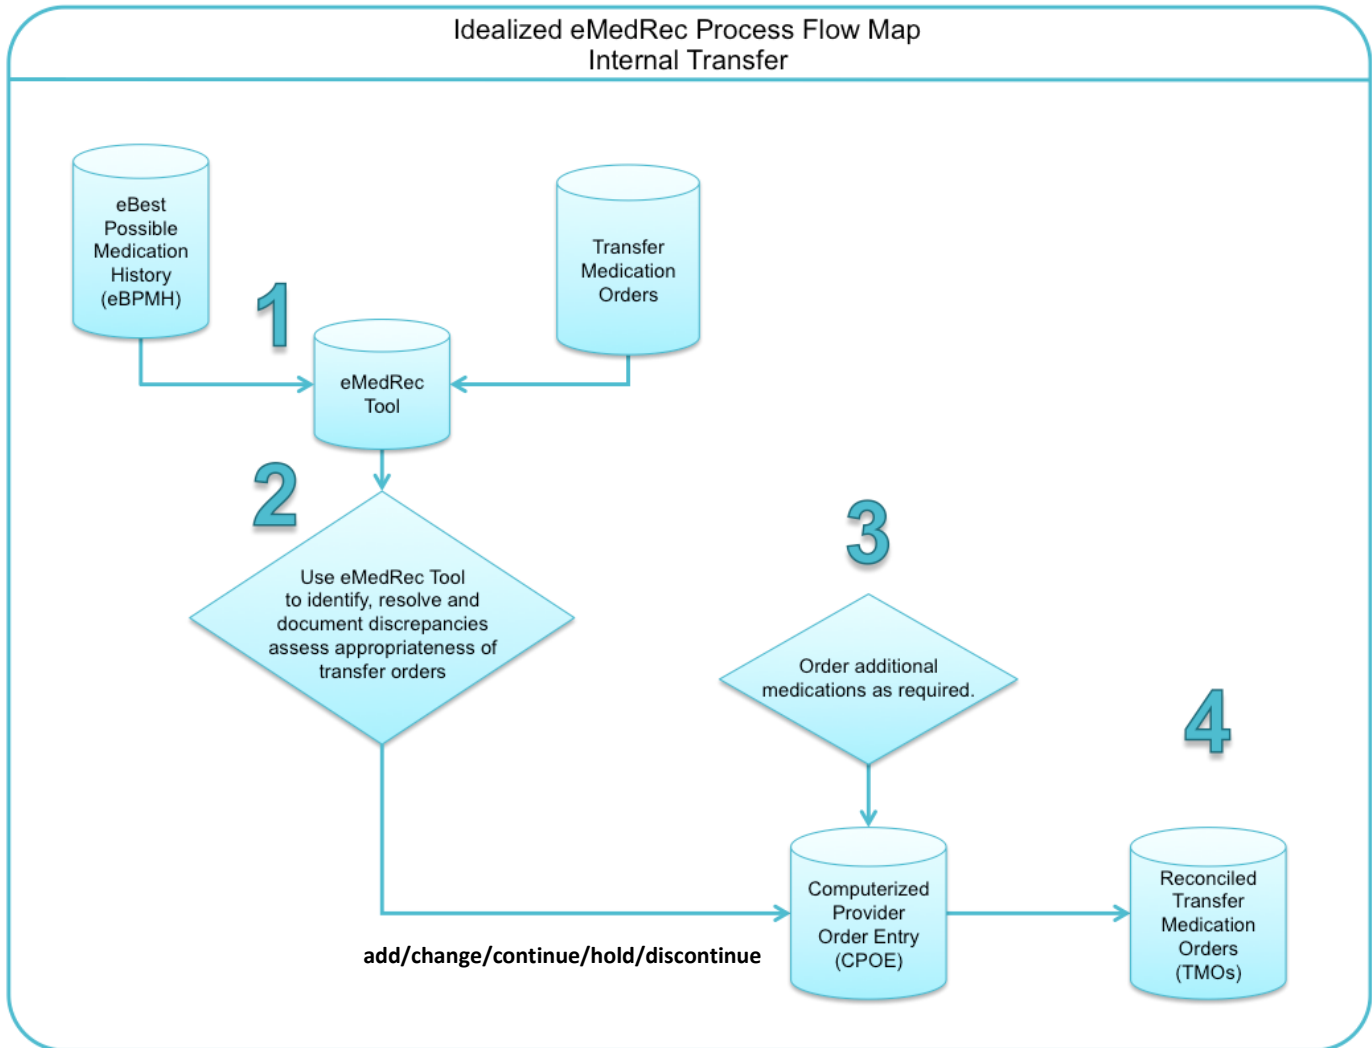 Idealized eMedRec Process Flow Map
Internal Transfer
eBest
Possible
Medication
History
(eBPMH)
Transfer
Medication
Orders
1
eMedRec
Tool
2
Use eMedRec Tool
to identify, resolve and
document discrepancies
assess appropriateness of
transfer orders
3
Order additional
medications as required.
4
Computerized
Provider
Order Entry
(CPOE)
Reconciled
Transfer
Medication
Orders
(TMOs)
add/change/continue/hold/discontinue